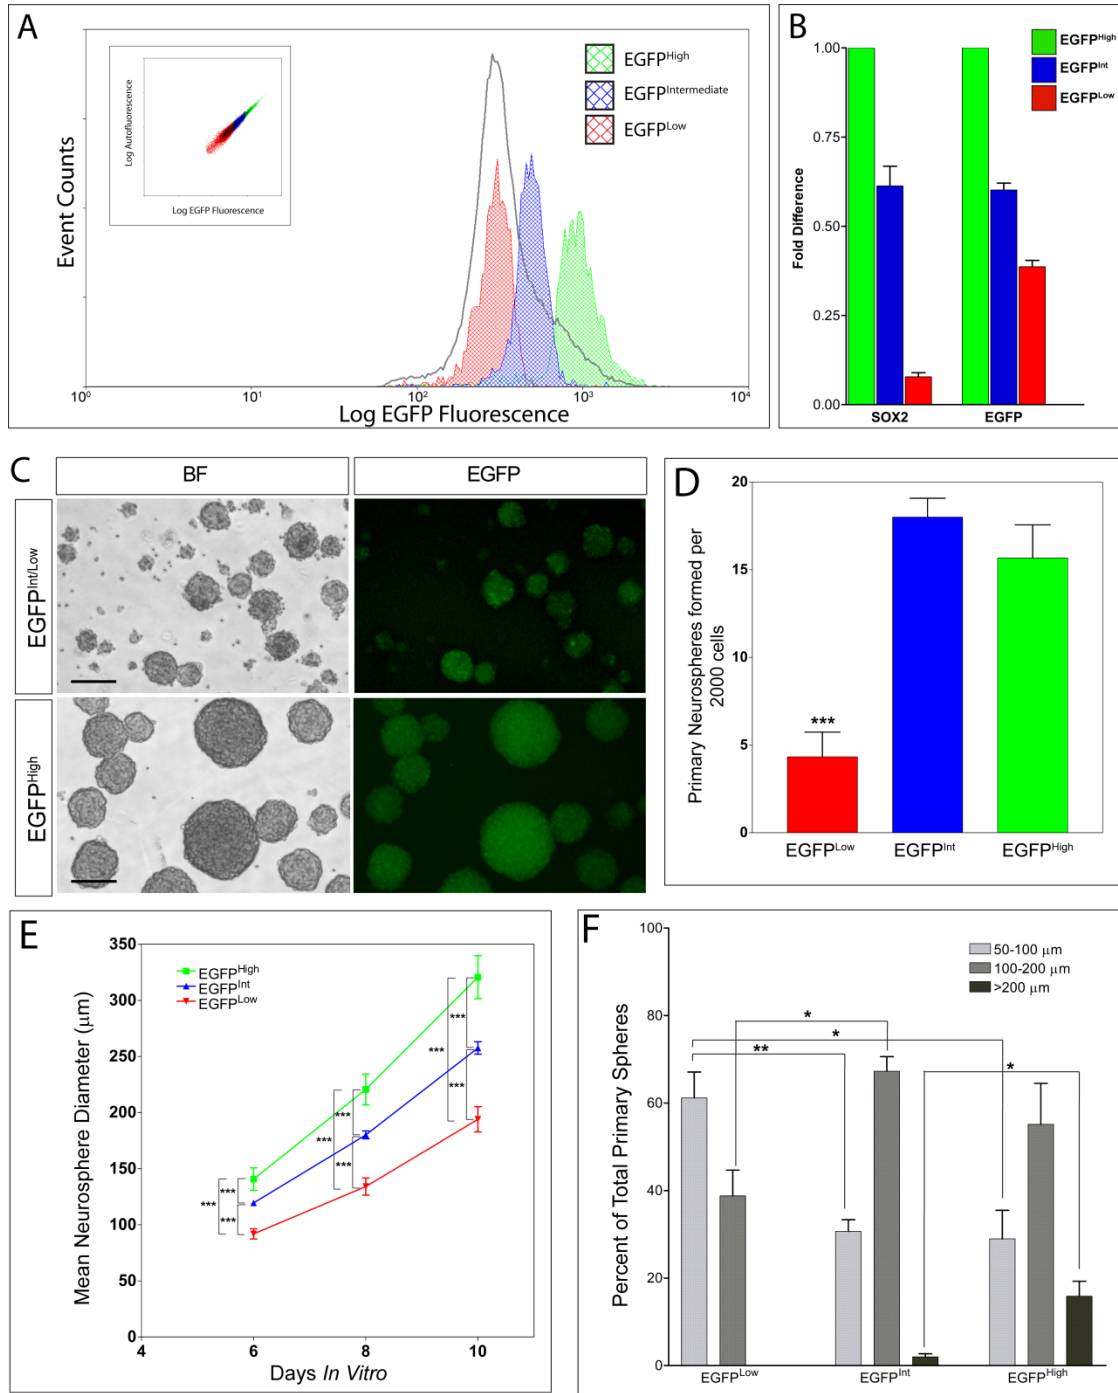 A
Event Counts
Log EGFP Fluorescence
10⁰ 10¹ 10² 10³ 10⁴
EGFPHigh
EGFPIntermediate
EGFPLow
Log Autofluorescence
Log EGFP Fluorescence
B
EGFPHigh
EGFPInt
EGFPLow
Fold Difference
1.00
0.75
0.50
0.25
0.00
SOX2 EGFP
C
BF EGFP
EGFPInt/Low
EGFPHigh
D
Primary Neurospheres formed per
2000 cells
20
15
10
5
0
***
EGFPLow EGFPInt EGFPHigh
E
Mean Neurosphere Diameter (μm)
350
300
250
200
150
100
50
0
EGFPHigh
EGFPInt
EGFPLow
*** *** ***
*** *** ***
*** *** ***
4 6 8 10
Days In Vitro
F
Percent of Total Primary Spheres
100
80
60
40
20
0
50-100 μm
100-200 μm
>200 μm
*
*
**
*
EGFPLow EGFPInt EGFPHigh